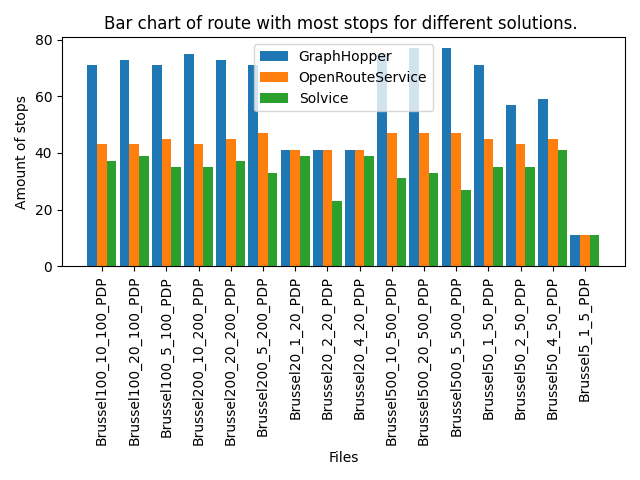 Bar chart of route with most stops for different solutions.
GraphHopper
OpenRouteService
Solvice
Amount of stops
80
60
40
20
0
Brussel100_10_100_PDP
Brussel100_20_100_PDP
Brussel100_5_100_PDP
Brussel200_10_200_PDP
Brussel200_20_200_PDP
Brussel200_5_200_PDP
Brussel20_1_20_PDP
Brussel20_2_20_PDP
Brussel20_4_20_PDP
Brussel500_10_500_PDP
Brussel500_20_500_PDP
Brussel500_5_500_PDP
Brussel50_1_50_PDP
Brussel50_2_50_PDP
Brussel50_4_50_PDP
Brussel5_1_5_PDP
Files